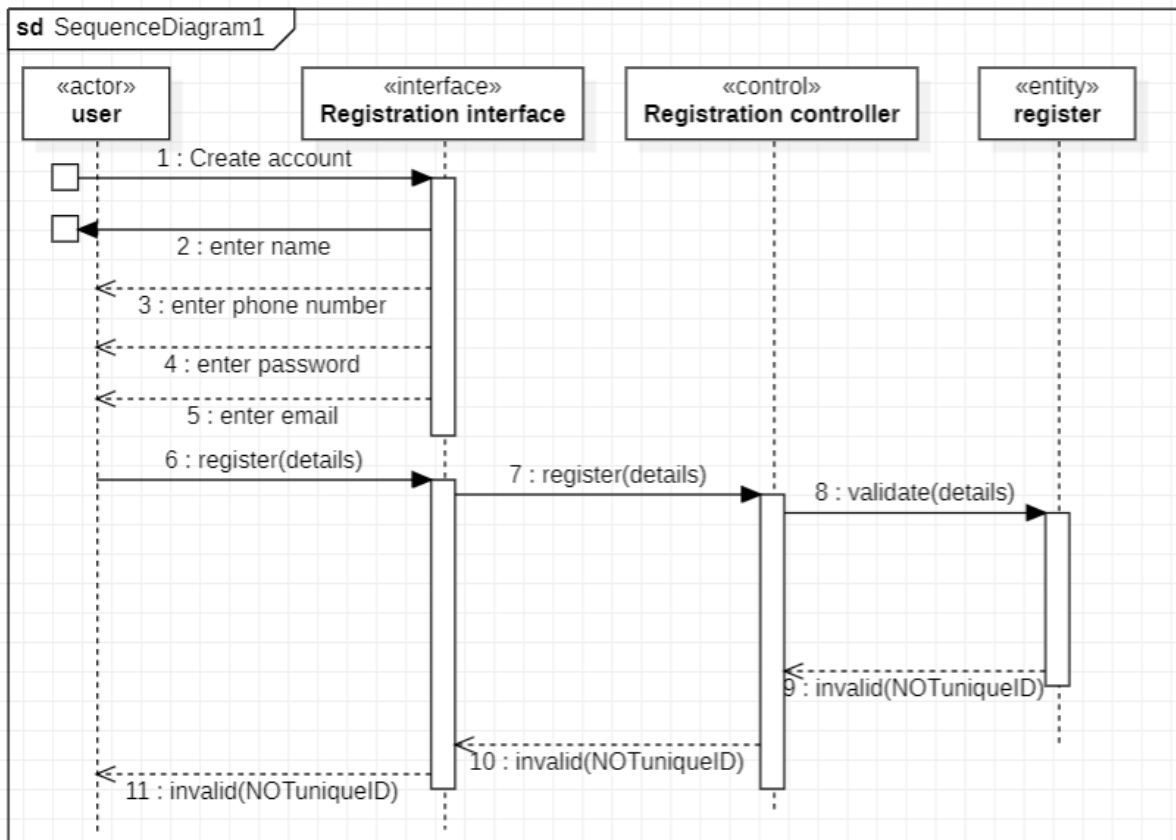 sd SequenceDiagram1
«actor»
user
«interface»
Registration interface
«control»
Registration controller
«entity»
register
1 : Create account
2 : enter name
3 : enter phone number
4 : enter password
5 : enter email
6 : register(details)
7 : register(details)
8 : validate(details)
9 : invalid(NOTuniqueID)
10 : invalid(NOTuniqueID)
11 : invalid(NOTuniqueID)